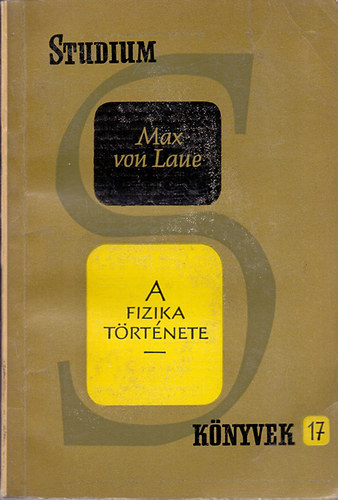 STUDIUM
Max
von Laue
A
FIZIKA
TÖRTÉNETE
KÖNYVEK 17